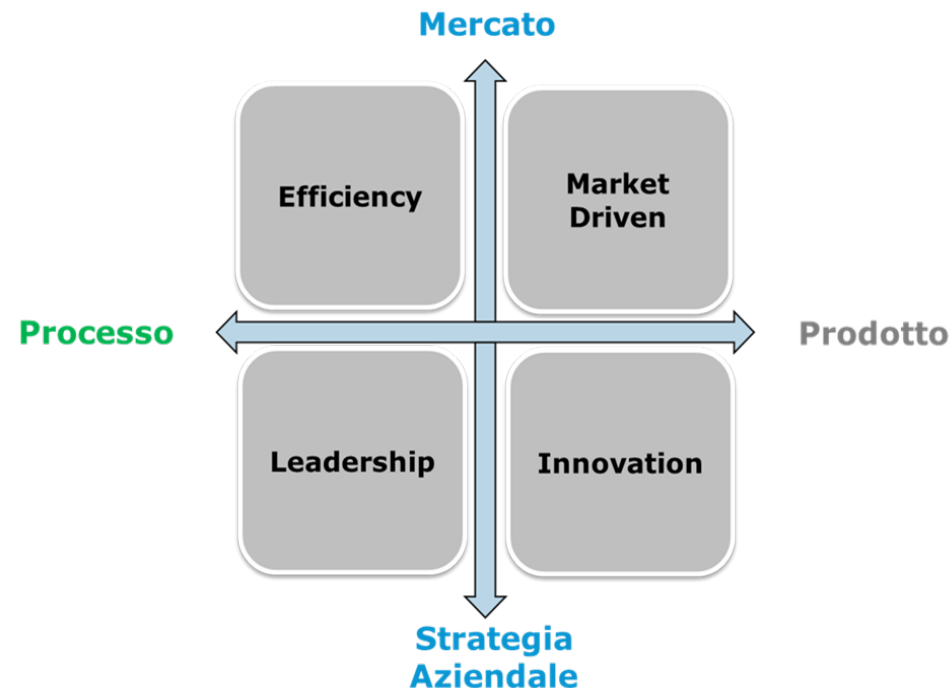 Mercato
Efficiency
Market
Driven
Processo
Prodotto
Leadership
Innovation
Strategia
Aziendale